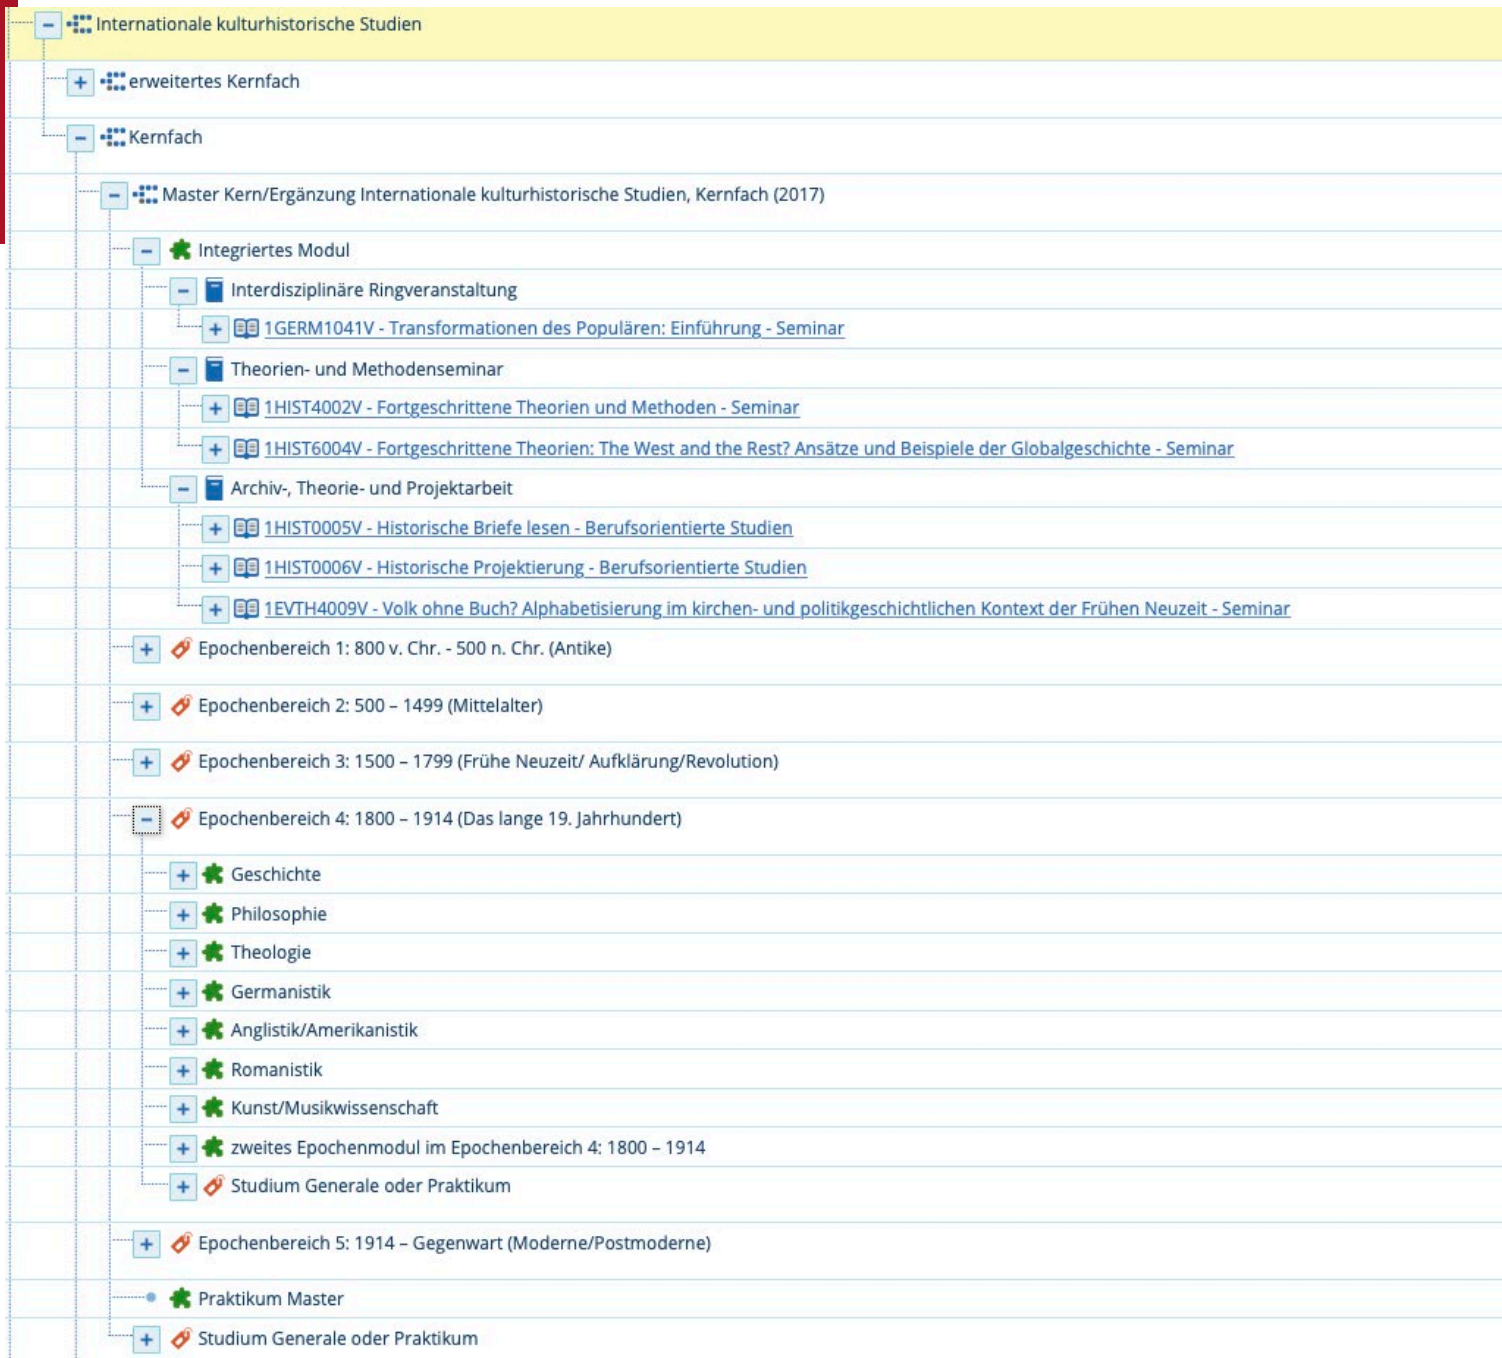 Internationale kulturhistorische Studien
erweitertes Kernfach
Kernfach
Master Kern/Ergänzung Internationale kulturhistorische Studien, Kernfach (2017)
Integriertes Modul
Interdisziplinäre Ringveranstaltung
1GERM1041V - Transformationen des Populären: Einführung - Seminar
Theorien- und Methodenseminar
1HIST4002V - Fortgeschrittene Theorien und Methoden - Seminar
1HIST6004V - Fortgeschrittene Theorien: The West and the Rest? Ansätze und Beispiele der Globalgeschichte - Seminar
Archiv-, Theorie- und Projektarbeit
1HIST0005V - Historische Briefe lesen - Berufsorientierte Studien
1HIST0006V - Historische Projektierung - Berufsorientierte Studien
1EVTH4009V - Volk ohne Buch? Alphabetisierung im kirchen- und politikgeschichtlichen Kontext der Frühen Neuzeit - Seminar
Epochenbereich 1: 800 v. Chr. - 500 n. Chr. (Antike)
Epochenbereich 2: 500 – 1499 (Mittelalter)
Epochenbereich 3: 1500 – 1799 (Frühe Neuzeit/ Aufklärung/Revolution)
Epochenbereich 4: 1800 – 1914 (Das lange 19. Jahrhundert)
Geschichte
Philosophie
Theologie
Germanistik
Anglistik/Amerikanistik
Romanistik
Kunst/Musikwissenschaft
zweites Epochenmodul im Epochenbereich 4: 1800 – 1914
Studium Generale oder Praktikum
Epochenbereich 5: 1914 – Gegenwart (Moderne/Postmoderne)
Praktikum Master
Studium Generale oder Praktikum